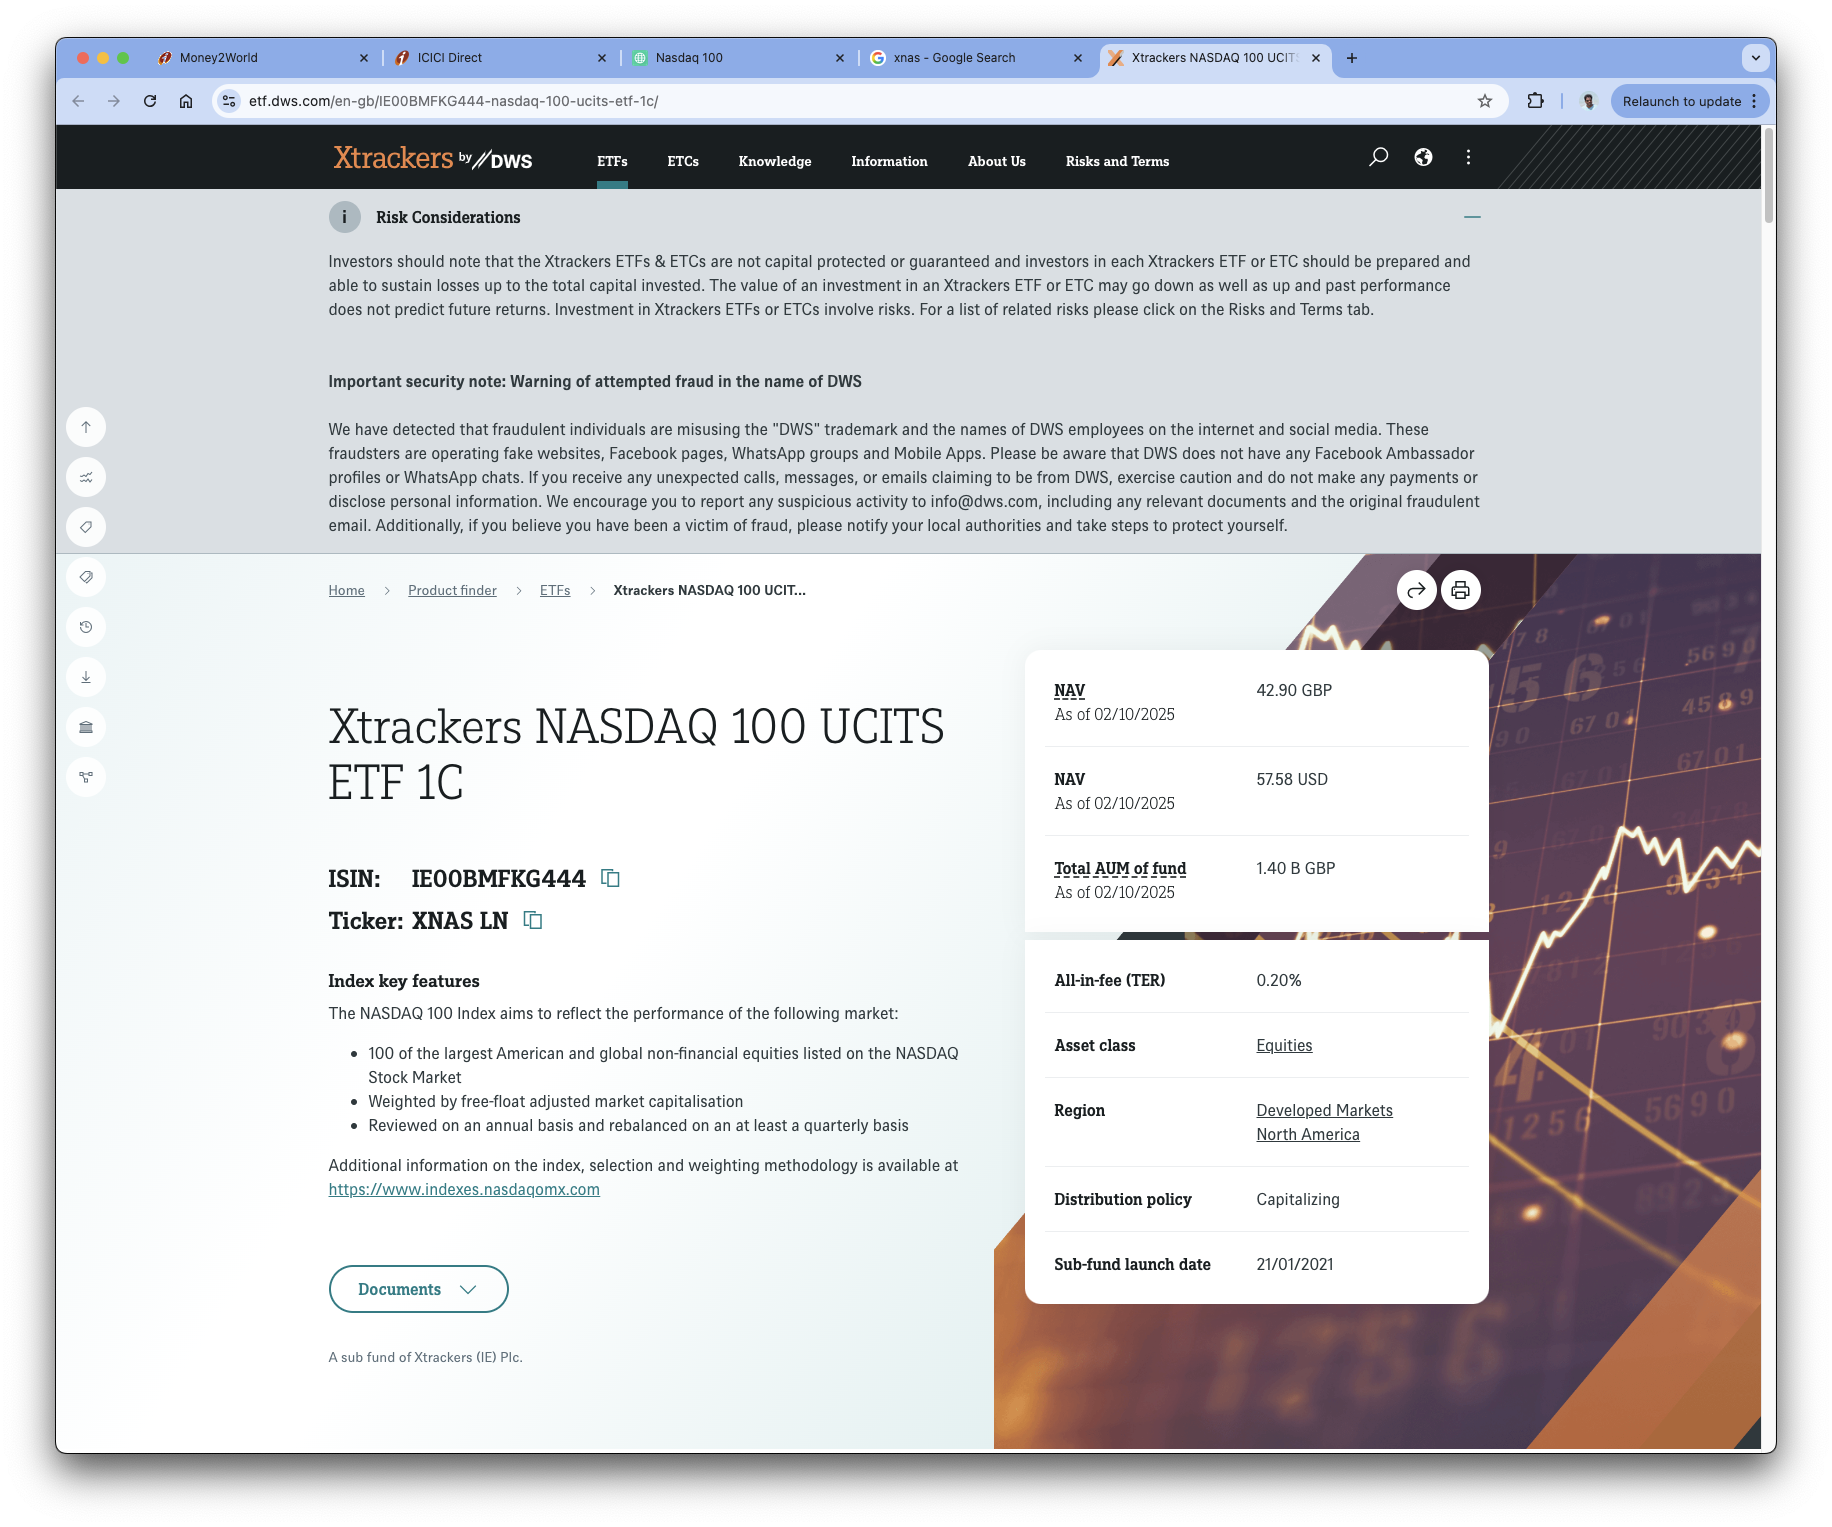 Money2World
ICICI Direct
Nasdaq 100
xnas - Google Search
Xtrackers NASDAQ 100 UCITS
etf.dws.com/en-gb/IE00BMFKG444-nasdaq-100-ucits-etf-1c/
Relaunch to update
Xtrackers by DWS
ETFs
ETCs
Knowledge
Information
About Us
Risks and Terms
i
Risk Considerations
Investors should note that the Xtrackers ETFs & ETCs are not capital protected or guaranteed and investors in each Xtrackers ETF or ETC should be prepared and
able to sustain losses up to the total capital invested. The value of an investment in an Xtrackers ETF or ETC may go down as well as up and past performance
does not predict future returns. Investment in Xtrackers ETFs or ETCs involve risks. For a list of related risks please click on the Risks and Terms tab.
Important security note: Warning of attempted fraud in the name of DWS
We have detected that fraudulent individuals are misusing the "DWS" trademark and the names of DWS employees on the internet and social media. These
fraudsters are operating fake websites, Facebook pages, WhatsApp groups and Mobile Apps. Please be aware that DWS does not have any Facebook Ambassador
profiles or WhatsApp chats. If you receive any unexpected calls, messages, or emails claiming to be from DWS, exercise caution and do not make any payments or
disclose personal information. We encourage you to report any suspicious activity to info@dws.com, including any relevant documents and the original fraudulent
email. Additionally, if you believe you have been a victim of fraud, please notify your local authorities and take steps to protect yourself.
Home > Product finder > ETFs > Xtrackers NASDAQ 100 UCIT...
Xtrackers NASDAQ 100 UCITS
ETF 1C
ISIN: IE00BMFKG444
Ticker: XNAS LN
Index key features
The NASDAQ 100 Index aims to reflect the performance of the following market:
• 100 of the largest American and global non-financial equities listed on the NASDAQ
Stock Market
• Weighted by free-float adjusted market capitalisation
• Reviewed on an annual basis and rebalanced on an at least a quarterly basis
Additional information on the index, selection and weighting methodology is available at
https://www.indexes.nasdaqomx.com
Documents
A sub fund of Xtrackers (IE) Plc.
NAV 42.90 GBP
As of 02/10/2025
NAV 57.58 USD
As of 02/10/2025
Total AUM of fund 1.40 B GBP
As of 02/10/2025
All-in-fee (TER) 0.20%
Asset class Equities
Region Developed Markets
North America
Distribution policy Capitalizing
Sub-fund launch date 21/01/2021